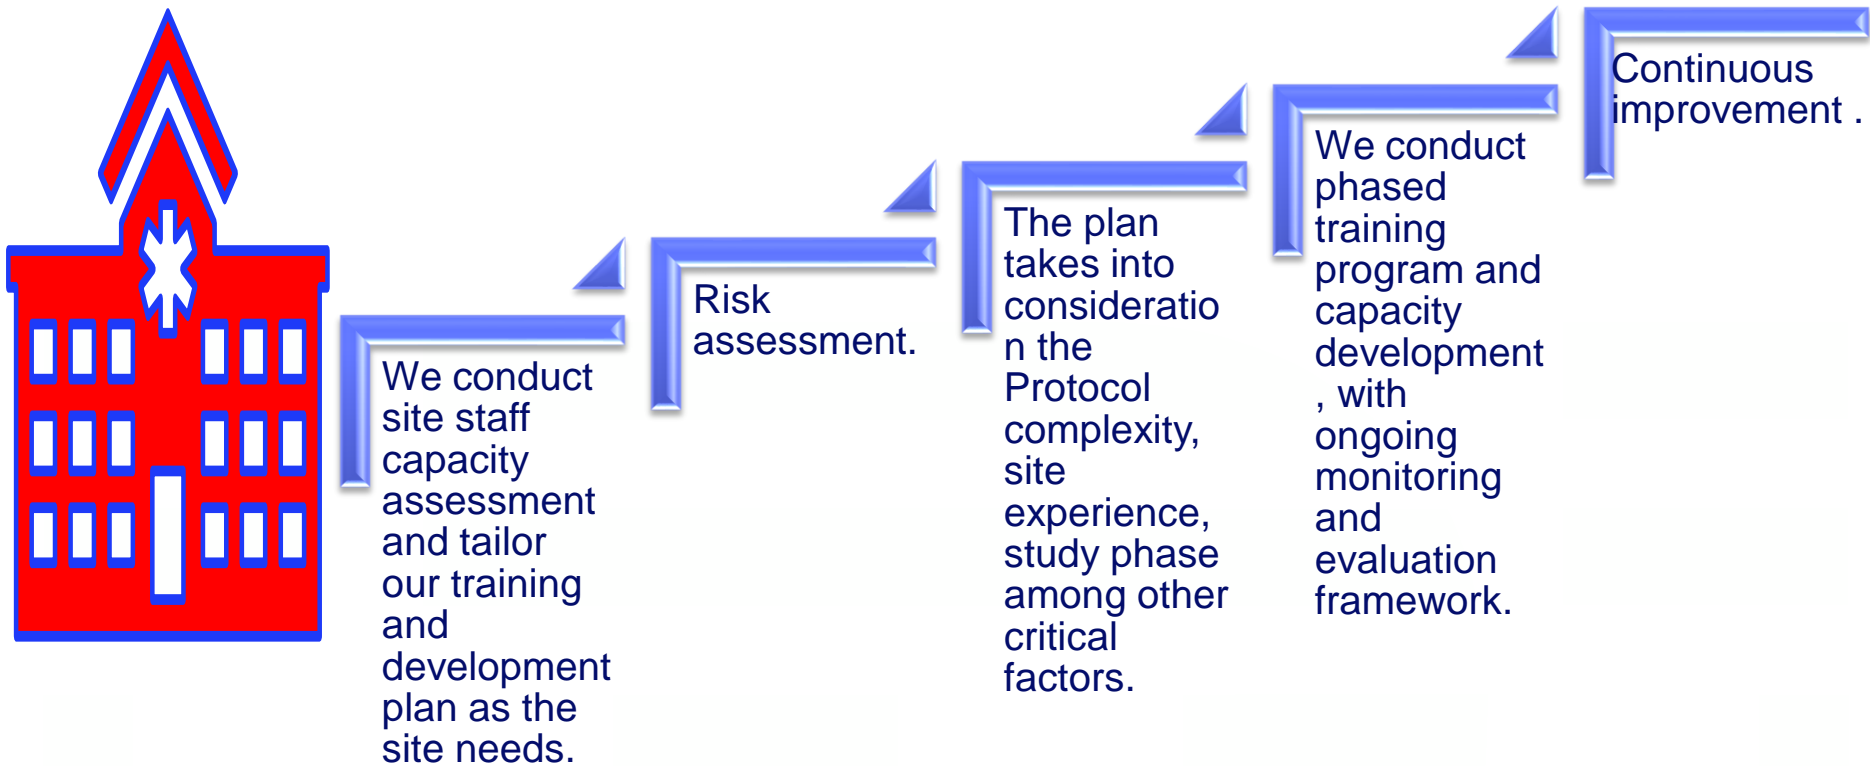 We conduct
site staff
capacity
assessment
and tailor
our training
and
development
plan as the
site needs.
Risk
assessment.
The plan
takes into
consideratio
n the
Protocol
complexity,
site
experience,
study phase
among other
critical
factors.
We conduct
phased
training
program and
capacity
development
, with
ongoing
monitoring
and
evaluation
framework.
Continuous
improvement .